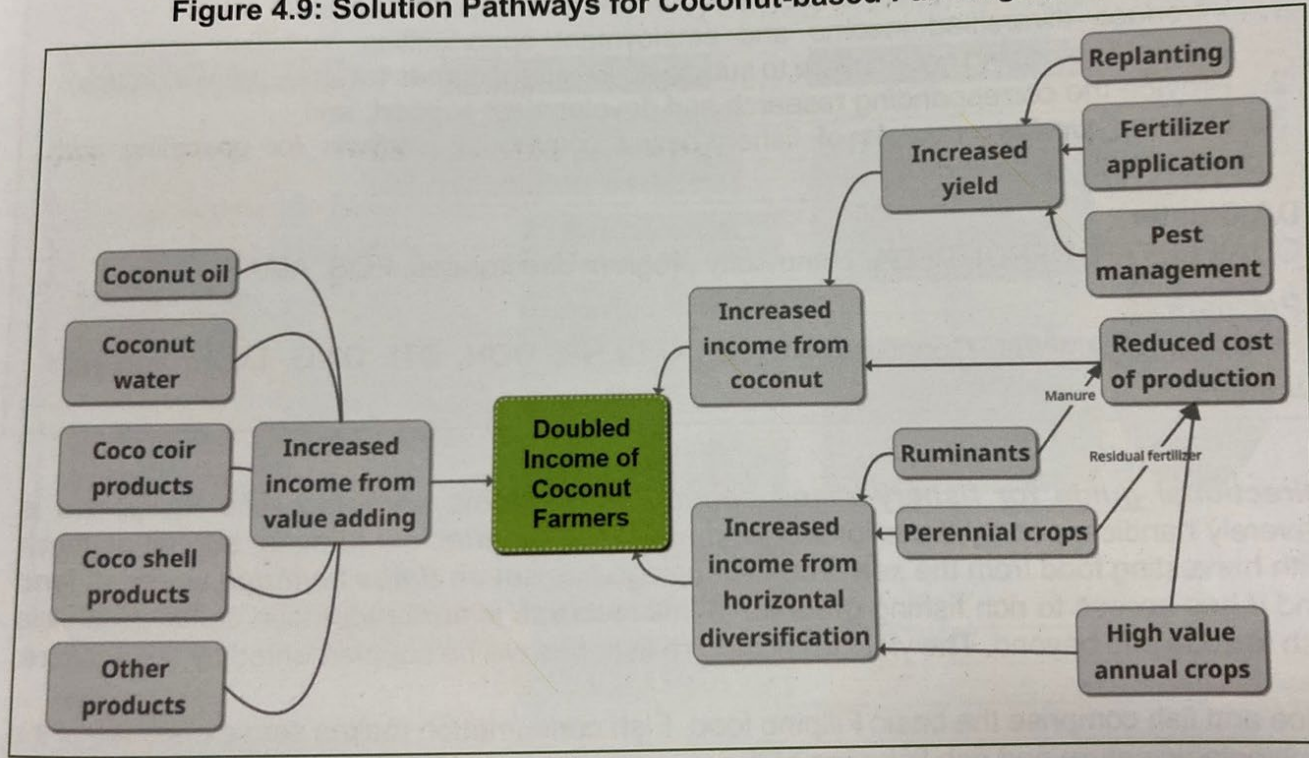 Figure 4.9: Solution Pathways for Coconut-based
Replanting
Fertilizer
application
Increased
yield
Pest
management
Coconut oil
Coconut
water
Increased
income from
coconut
Reduced cost
of production
Manure
Coco coir
products
Increased
income from
value adding
Doubled
Income of
Coconut
Farmers
Ruminants
Residual fertilizer
Perennial crops
Increased
income from
horizontal
diversification
Coco shell
products
High value
annual crops
Other
products